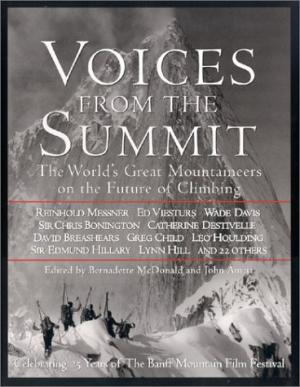 VOICES
FROM THE
SUMMIT
The World's Great Mountaineers
on the Future of Climbing
REINHOLD MESSNER ED VIESTURS WADE DAVIS
SIR CHRIS BONINGTON CATHERINE DESTIVELLE
DAVID BREASHEARS GREG CHILD LEO HOULDING
SIR EDMUND HILLARY LYNN HILL AND 22 OTHERS
Edited by Bernadette McDonald and John Amatt
Celebrating 25 Years of The Banff Mountain Film Festival